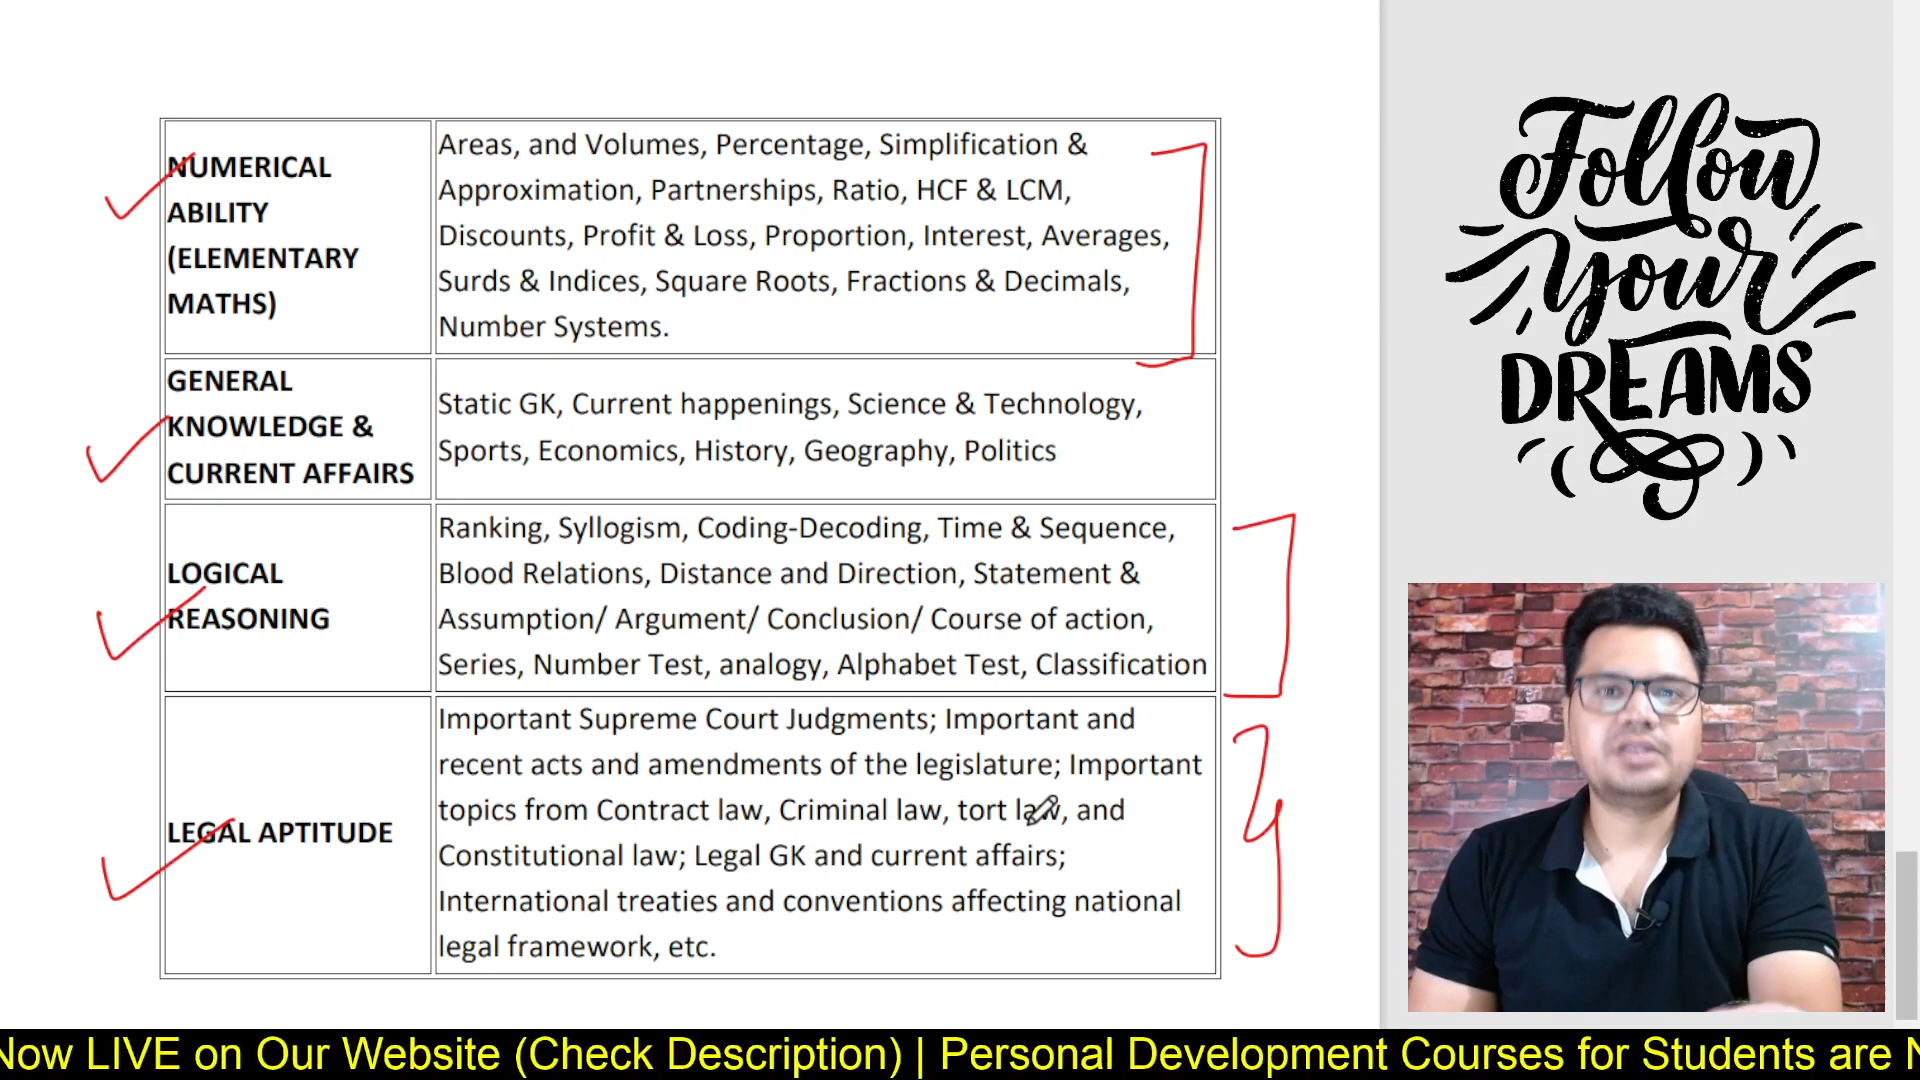 NUMERICAL
ABILITY
(ELEMENTARY
MATHS)
Areas, and Volumes, Percentage, Simplification &
Approximation, Partnerships, Ratio, HCF & LCM,
Discounts, Profit & Loss, Proportion, Interest, Averages,
Surds & Indices, Square Roots, Fractions & Decimals,
Number Systems.
GENERAL
KNOWLEDGE &
CURRENT AFFAIRS
Static GK, Current happenings, Science & Technology,
Sports, Economics, History, Geography, Politics
LOGICAL
REASONING
Ranking, Syllogism, Coding-Decoding, Time & Sequence,
Blood Relations, Distance and Direction, Statement &
Assumption/ Argument/ Conclusion/ Course of action,
Series, Number Test, analogy, Alphabet Test, Classification
LEGAL APTITUDE
Important Supreme Court Judgments; Important and
recent acts and amendments of the legislature; Important
topics from Contract law, Criminal law, tort law, and
Constitutional law; Legal GK and current affairs;
International treaties and conventions affecting national
legal framework, etc.
Follow
Your
DREAMS
Now LIVE on Our Website (Check Description) | Personal Development Courses for Students are N